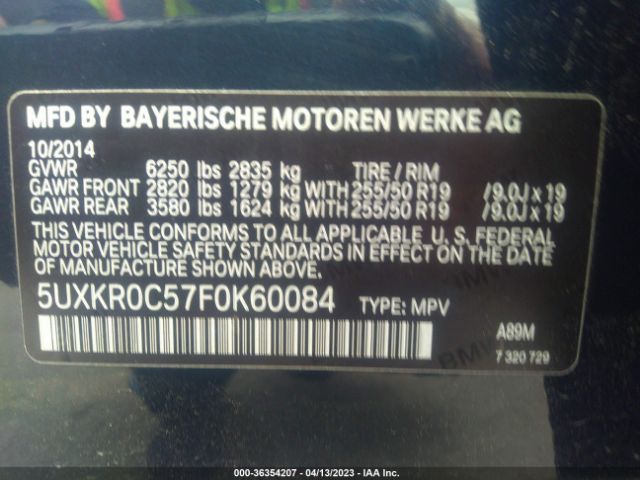 MFD BY BAYERISCHE MOTOREN WERKE AG
10/2014
GVWR 6250 lbs 2835 kg TIRE / RIM
GAWR FRONT 2820 lbs 1279 kg WITH 255/50 R19 /9.0J x 19
GAWR REAR 3580 lbs 1624 kg WITH 255/50 R19 /9.0J x 19
THIS VEHICLE CONFORMS TO ALL APPLICABLE U. S. FEDERAL
MOTOR VEHICLE SAFETY STANDARDS IN EFFECT ON THE
DATE OF MANUFACTURE SHOWN ABOVE.
5UXKR0C57F0K60084 TYPE: MPV
A89M
7 320 729
000-36354207 - 04/13/2023 - IAA Inc.